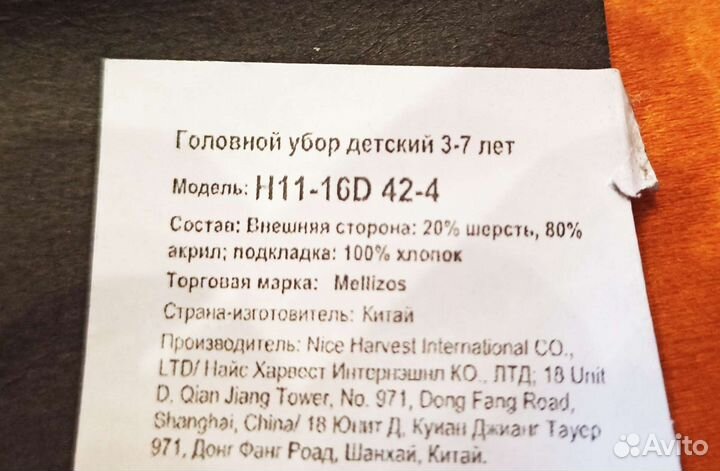 Головной убор детский 3-7 лет
Модель: H11-16D 42-4
Состав: Внешняя сторона: 20% шерсть, 80%
акрил; подкладка: 100% хлопок
Торговая марка: Mellizos
Страна-изготовитель: Китай
Производитель: Nice Harvest International CO.,
LTD/ Найс Харвест Интернэшнл КО., ЛТД; 18 Unit
D. Qian Jiang Tower, No. 971, Dong Fang Road,
Shanghai, China/ 18 Юнит Д, Куиан Джианг Тауер
971, Донг Фанг Роад, Шанхай, Китай.
Avito